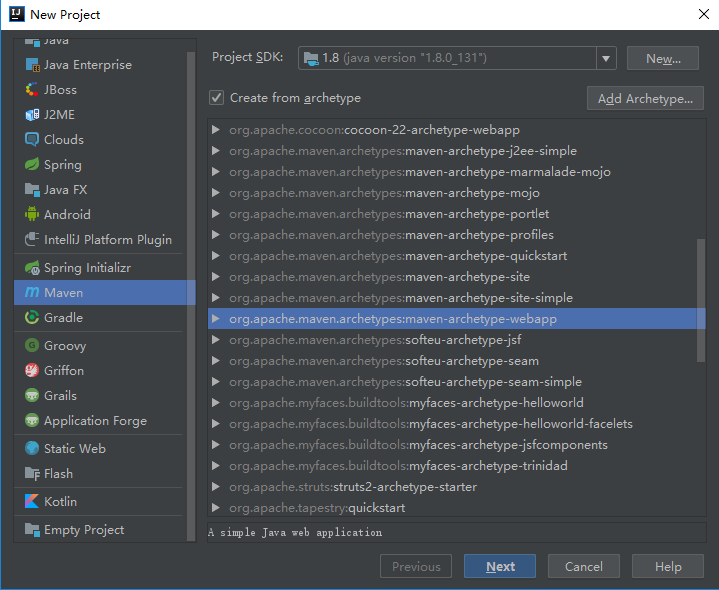 New Project
Java
Java Enterprise
JBoss
J2ME
Clouds
Spring
Java FX
Android
IntelliJ Platform Plugin
Spring Initializr
Maven
Gradle
Groovy
Griffon
Grails
Application Forge
Static Web
Flash
Kotlin
Empty Project
Project SDK: 1.8 (java version "1.8.0_131") New...
Create from archetype Add Archetype...
org.apache.cocoon:cocoon-22-archetype-webapp
org.apache.maven.archetypes:maven-archetype-j2ee-simple
org.apache.maven.archetypes:maven-archetype-marmalade-mojo
org.apache.maven.archetypes:maven-archetype-mojo
org.apache.maven.archetypes:maven-archetype-portlet
org.apache.maven.archetypes:maven-archetype-profiles
org.apache.maven.archetypes:maven-archetype-quickstart
org.apache.maven.archetypes:maven-archetype-site
org.apache.maven.archetypes:maven-archetype-site-simple
org.apache.maven.archetypes:maven-archetype-webapp
org.apache.maven.archetypes:softeu-archetype-jsf
org.apache.maven.archetypes:softeu-archetype-seam
org.apache.maven.archetypes:softeu-archetype-seam-simple
org.apache.myfaces.buildtools:myfaces-archetype-helloworld
org.apache.myfaces.buildtools:myfaces-archetype-helloworld-facelets
org.apache.myfaces.buildtools:myfaces-archetype-jsfcomponents
org.apache.myfaces.buildtools:myfaces-archetype-trinidad
org.apache.struts:struts2-archetype-starter
org.apache.tapestry:quickstart
A simple Java web application
Previous Next Cancel Help